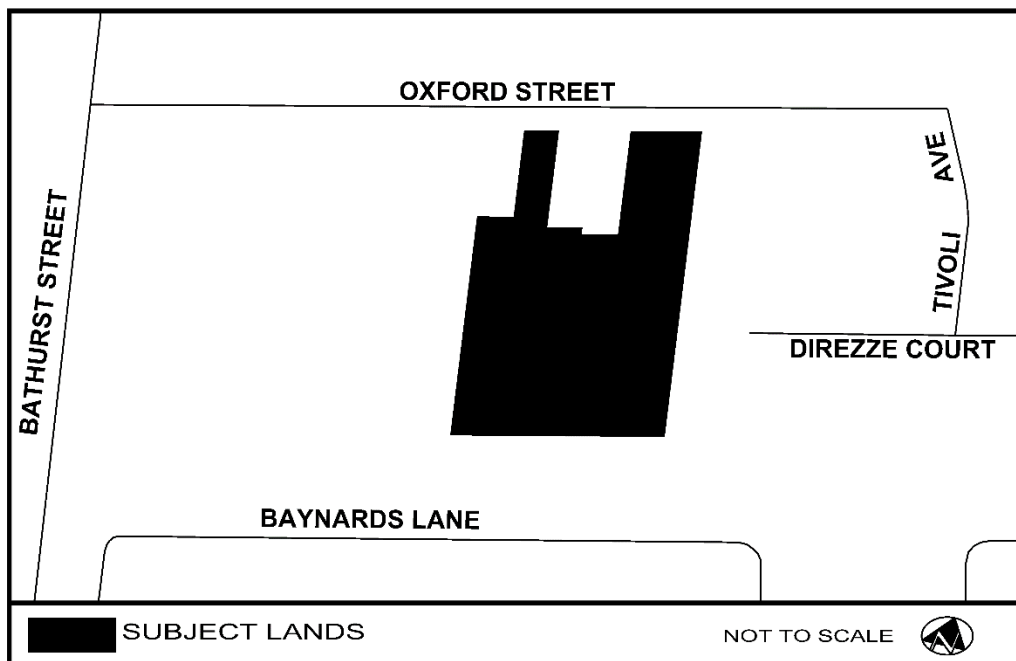 OXFORD STREET
BATHURST STREET
TIVOLI AVE
DIREZZE COURT
BAYNARDS LANE
SUBJECT LANDS
NOT TO SCALE